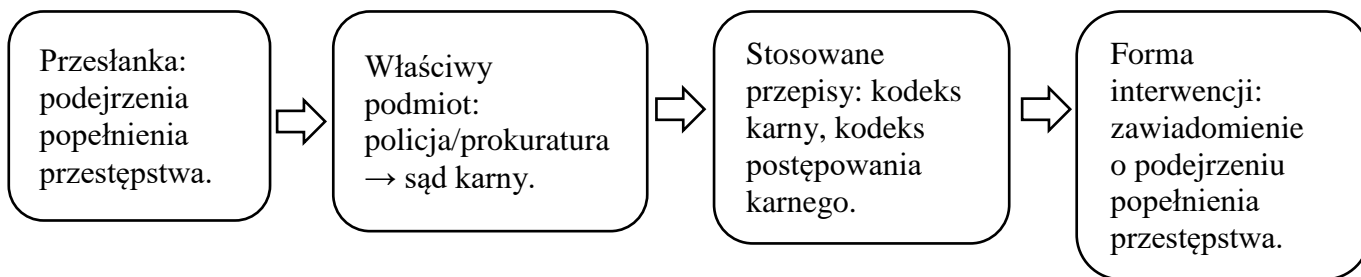 Przesłanka:
podejrzenia
popełnienia
przestępstwa.
Właściwy
podmiot:
policja/prokuratura
→ sąd karny.
Stosowane
przepisy: kodeks
karny, kodeks
postępowania
karnego.
Forma
interwencji:
zawiadomienie
o podejrzeniu
popełnienia
przestępstwa.